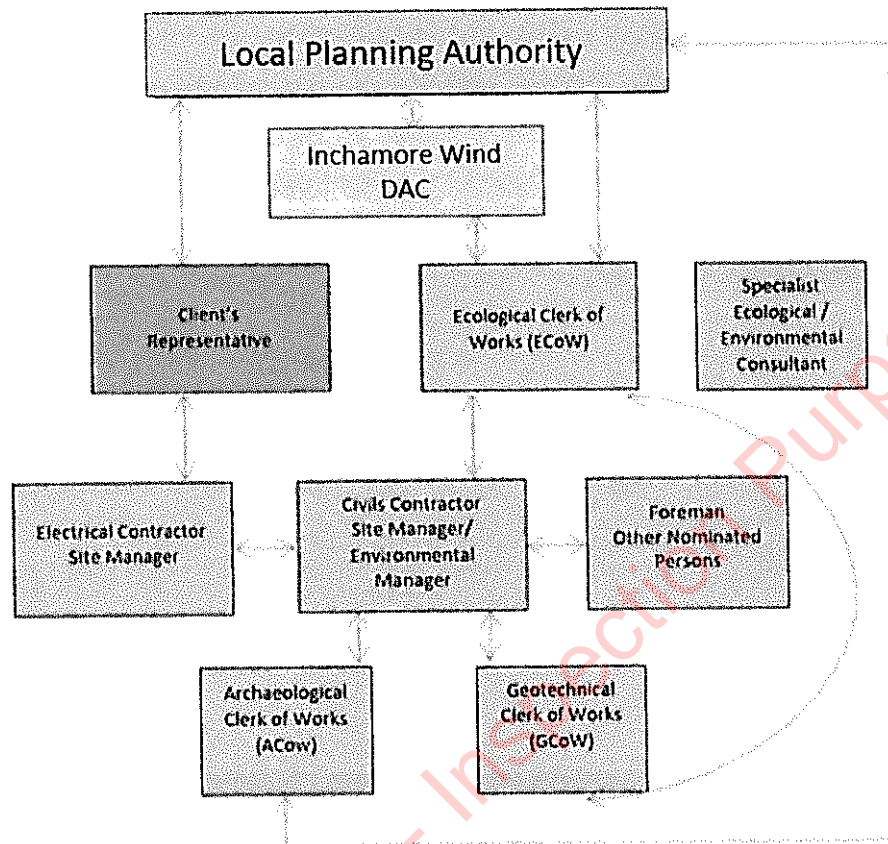 Local Planning Authority
Inchamore Wind
DAC
Client's
Representative
Ecological Clerk of
Works (ECoW)
Specialist
Ecological /
Environmental
Consultant
Electrical Contractor
Site Manager
Civils Contractor
Site Manager/
Environmental
Manager
Foreman
Other Nominated
Persons
Archaeological
Clerk of Works
(ACow)
Geotechnical
Clerk of Works
(GCoW)
- Inspection Purpo